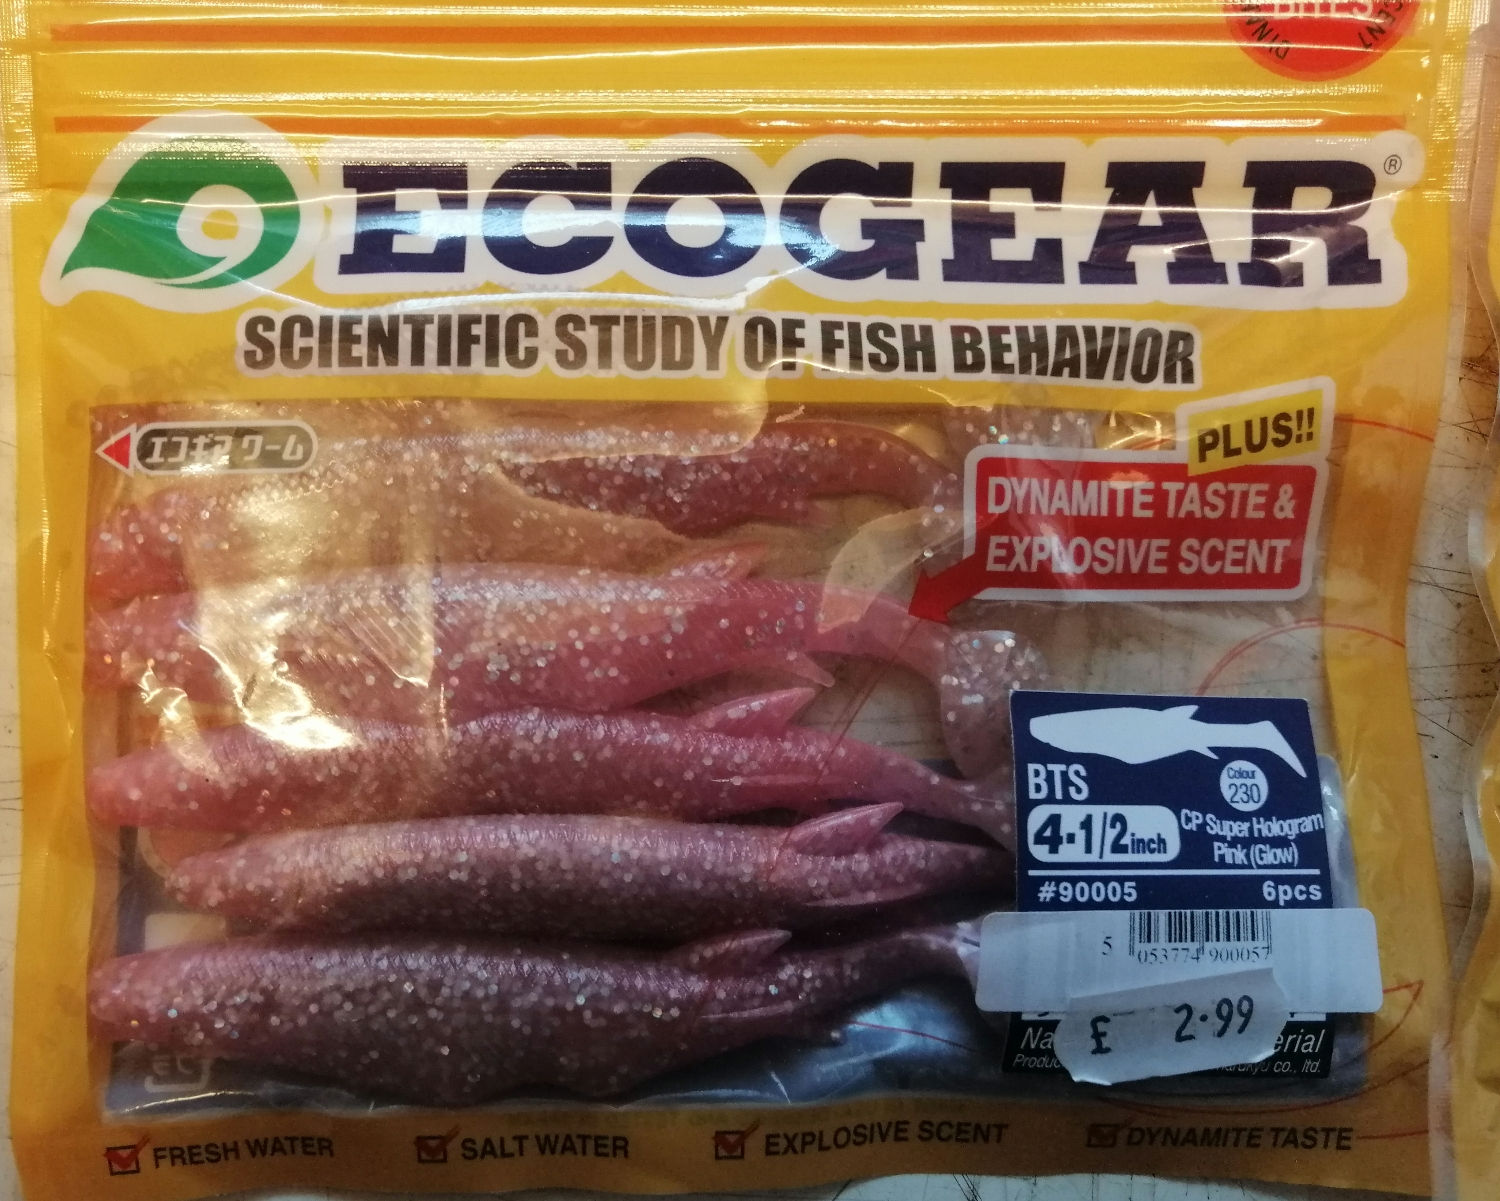 BITES
ECOGEAR®
SCIENTIFIC STUDY OF FISH BEHAVIOR
エコギア ワーム
PLUS!!
DYNAMITE TASTE &
EXPLOSIVE SCENT
BTS
Colour
230
4-1/2inch
CP Super Hologram
Pink (Glow)
#90005 6pcs
5 053774 900057
£ 2.99
FRESH WATER SALT WATER EXPLOSIVE SCENT DYNAMITE TASTE